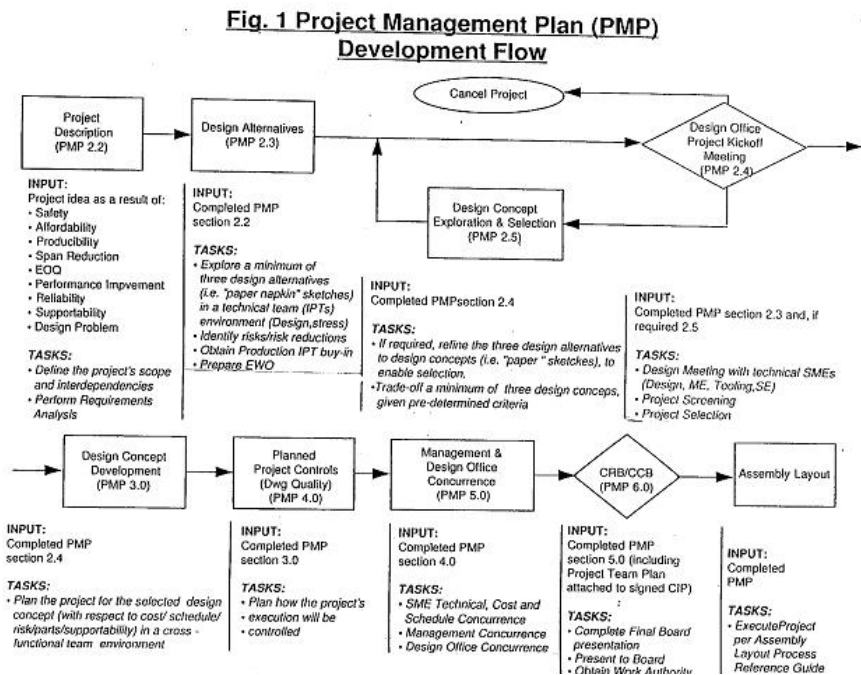 Fig. 1 Project Management Plan (PMP)
Development Flow
Cancel Project
Project
Description
(PMP 2.2)
Design Alternatives
(PMP 2.3)
Design Office
Project Kickoff
Meeting
(PMP 2.4)
Design Concept
Exploration & Selection
(PMP 2.5)
INPUT:
Project idea as a result of:
• Safety
• Affordability
• Producibility
• Span Reduction
• EOQ
• Performance Impvement
• Reliability
• Supportability
• Design Problem
TASKS:
• Define the project's scope
and interdependencies
• Perform Requirements
Analysis
INPUT:
Completed PMP
section 2.2
TASKS:
• Explore a minimum of
three design alternatives
(i.e. "paper napkin" sketches)
in a technical team (IPTs)
environment (Design,stress)
• Identify risks/risk reductions
• Obtain Production IPT buy-in
• Prepare EWO
INPUT:
Completed PMPsection 2.4
TASKS:
• If required, refine the three design alternatives
to design concepts (i.e. "paper " sketckes), to
enable selection.
•Trade-off a minimum of three design conceps,
given pre-determined criteria
INPUT:
Completed PMP section 2.3 and, if
required 2.5
TASKS:
• Design Meeting with technical SMEs
(Design, ME, Tooling,SE)
• Project Screening
• Project Selection
Design Concept
Development
(PMP 3.0)
Planned
Project Controls
(Dwg Quality)
(PMP 4.0)
Management &
Design Office
Concurrence
(PMP 5.0)
CRB/CCB
(PMP 6.0)
Assembly Layout
INPUT:
Completed PMP
section 2.4
TASKS:
• Plan the project for the selected design
concept (with respect to cost/ schedule/
risk/parts/supportability) in a cross -
functional team environment
INPUT:
Completed PMP
section 3.0
TASKS:
• Plan how the project's
execution will be
controlled
INPUT:
Completed PMP
section 4.0
TASKS:
• SME Technical, Cost and
Schedule Concurrence
• Management Concurrence
• Design Office Concurrence
INPUT:
Completed PMP
section 5.0 (including
Project Team Plan
attached to signed CIP)
:
TASKS:
• Complete Final Board
presentation
• Present to Board
• Obtain Work Authority
INPUT:
Completed
PMP
TASKS:
• ExecuteProject
per Assembly
Layout Process
Reference Guide